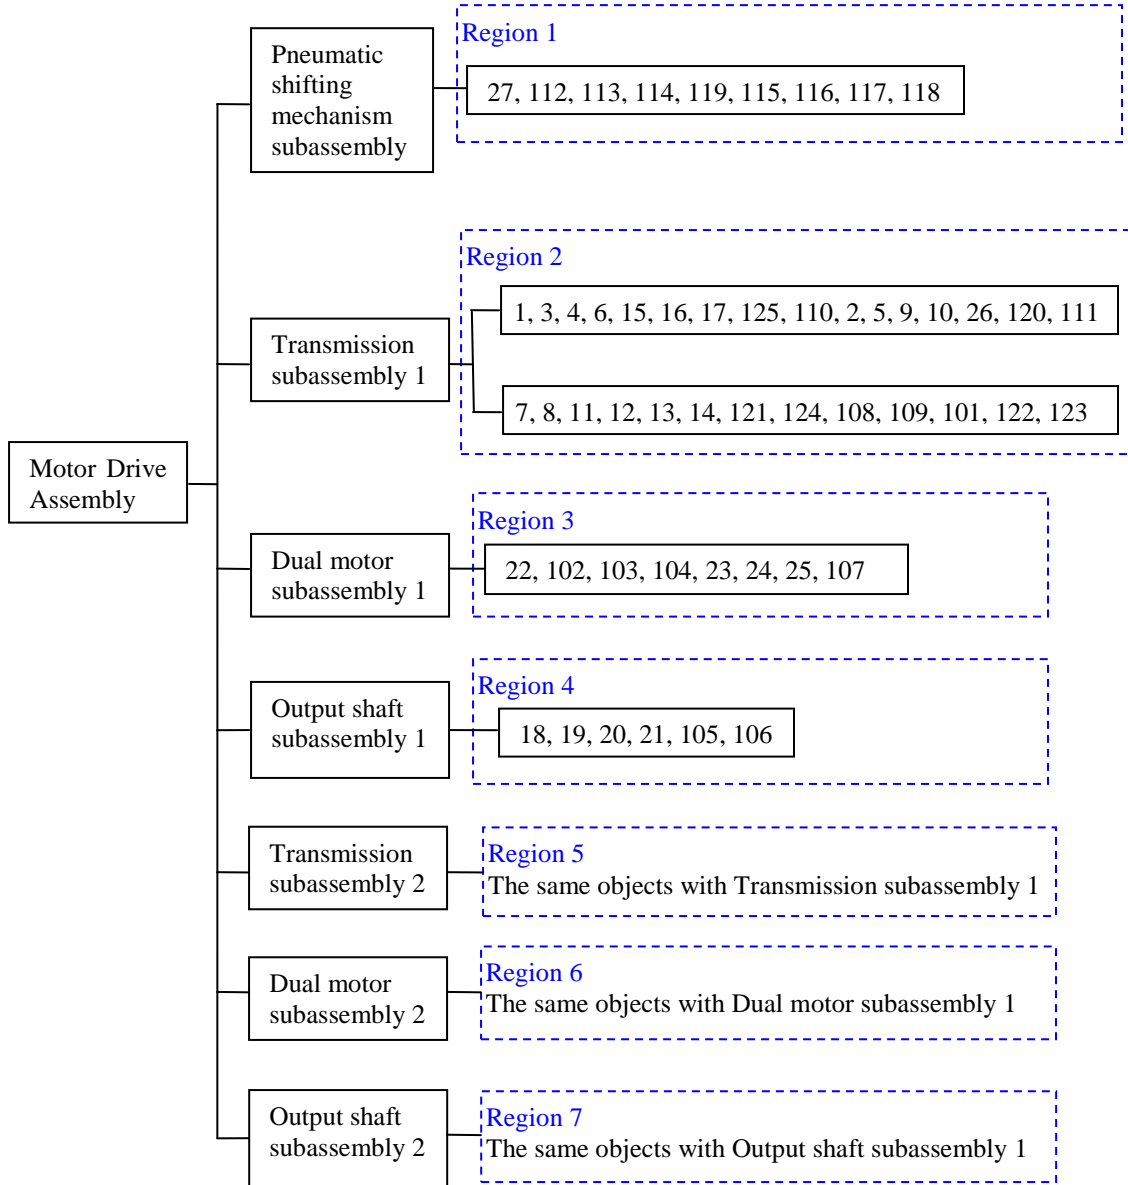 Region 1
Pneumatic
shifting
mechanism
subassembly
27, 112, 113, 114, 119, 115, 116, 117, 118
Region 2
1, 3, 4, 6, 15, 16, 17, 125, 110, 2, 5, 9, 10, 26, 120, 111
Transmission
subassembly 1
7, 8, 11, 12, 13, 14, 121, 124, 108, 109, 101, 122, 123
Motor Drive
Assembly
Region 3
Dual motor
subassembly 1
22, 102, 103, 104, 23, 24, 25, 107
Region 4
Output shaft
subassembly 1
18, 19, 20, 21, 105, 106
Transmission
subassembly 2
Region 5
The same objects with Transmission subassembly 1
Dual motor
subassembly 2
Region 6
The same objects with Dual motor subassembly 1
Output shaft
subassembly 2
Region 7
The same objects with Output shaft subassembly 1